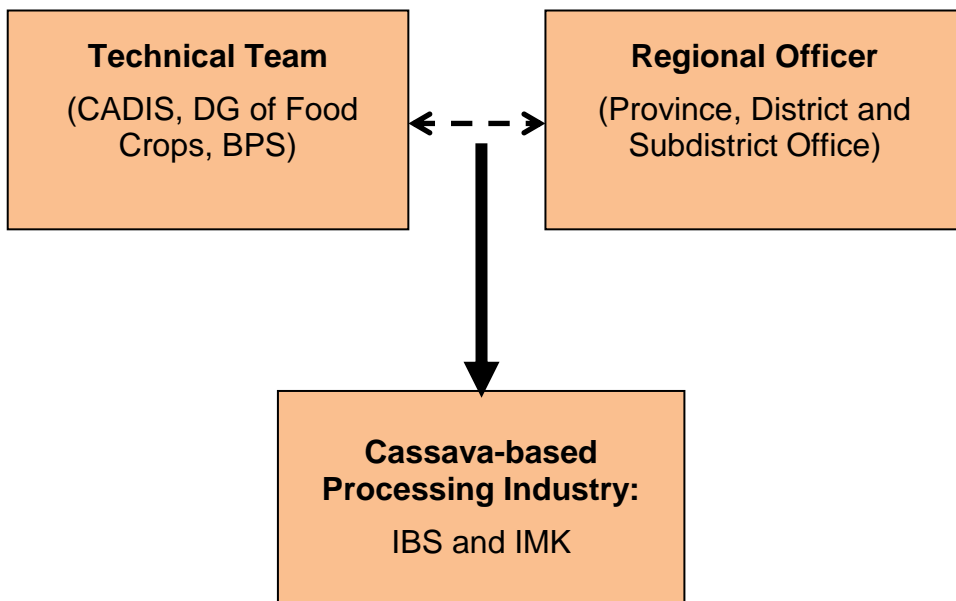 Technical Team
(CADIS, DG of Food
Crops, BPS)
Regional Officer
(Province, District and
Subdistrict Office)
Cassava-based
Processing Industry:
IBS and IMK